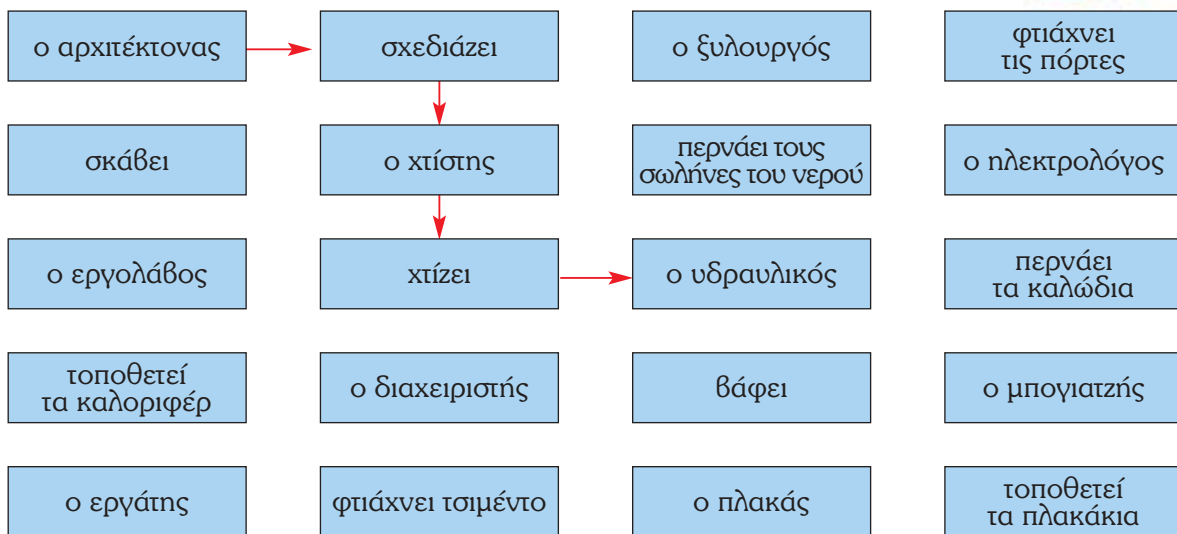 ο αρχιτέκτονας
σχεδιάζει
ο ξυλουργός
φτιάχνει
τις πόρτες
σκάβει
ο χτίστης
περνάει τους
σωλήνες του νερού
ο ηλεκτρολόγος
ο εργολάβος
χτίζει
ο υδραυλικός
περνάει
τα καλώδια
τοποθετεί
τα καλοριφέρ
ο διαχειριστής
βάφει
ο μπογιατζής
ο εργάτης
φτιάχνει τσιμέντο
ο πλακάς
τοποθετεί
τα πλακάκια